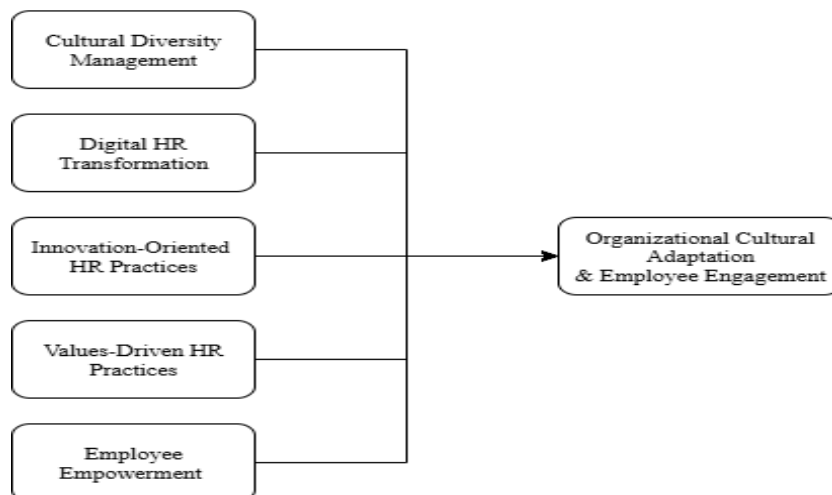 Cultural Diversity
Management
Digital HR
Transformation
Innovation-Oriented
HR Practices
Values-Driven HR
Practices
Employee
Empowerment
Organizational Cultural
Adaptation
& Employee Engagement